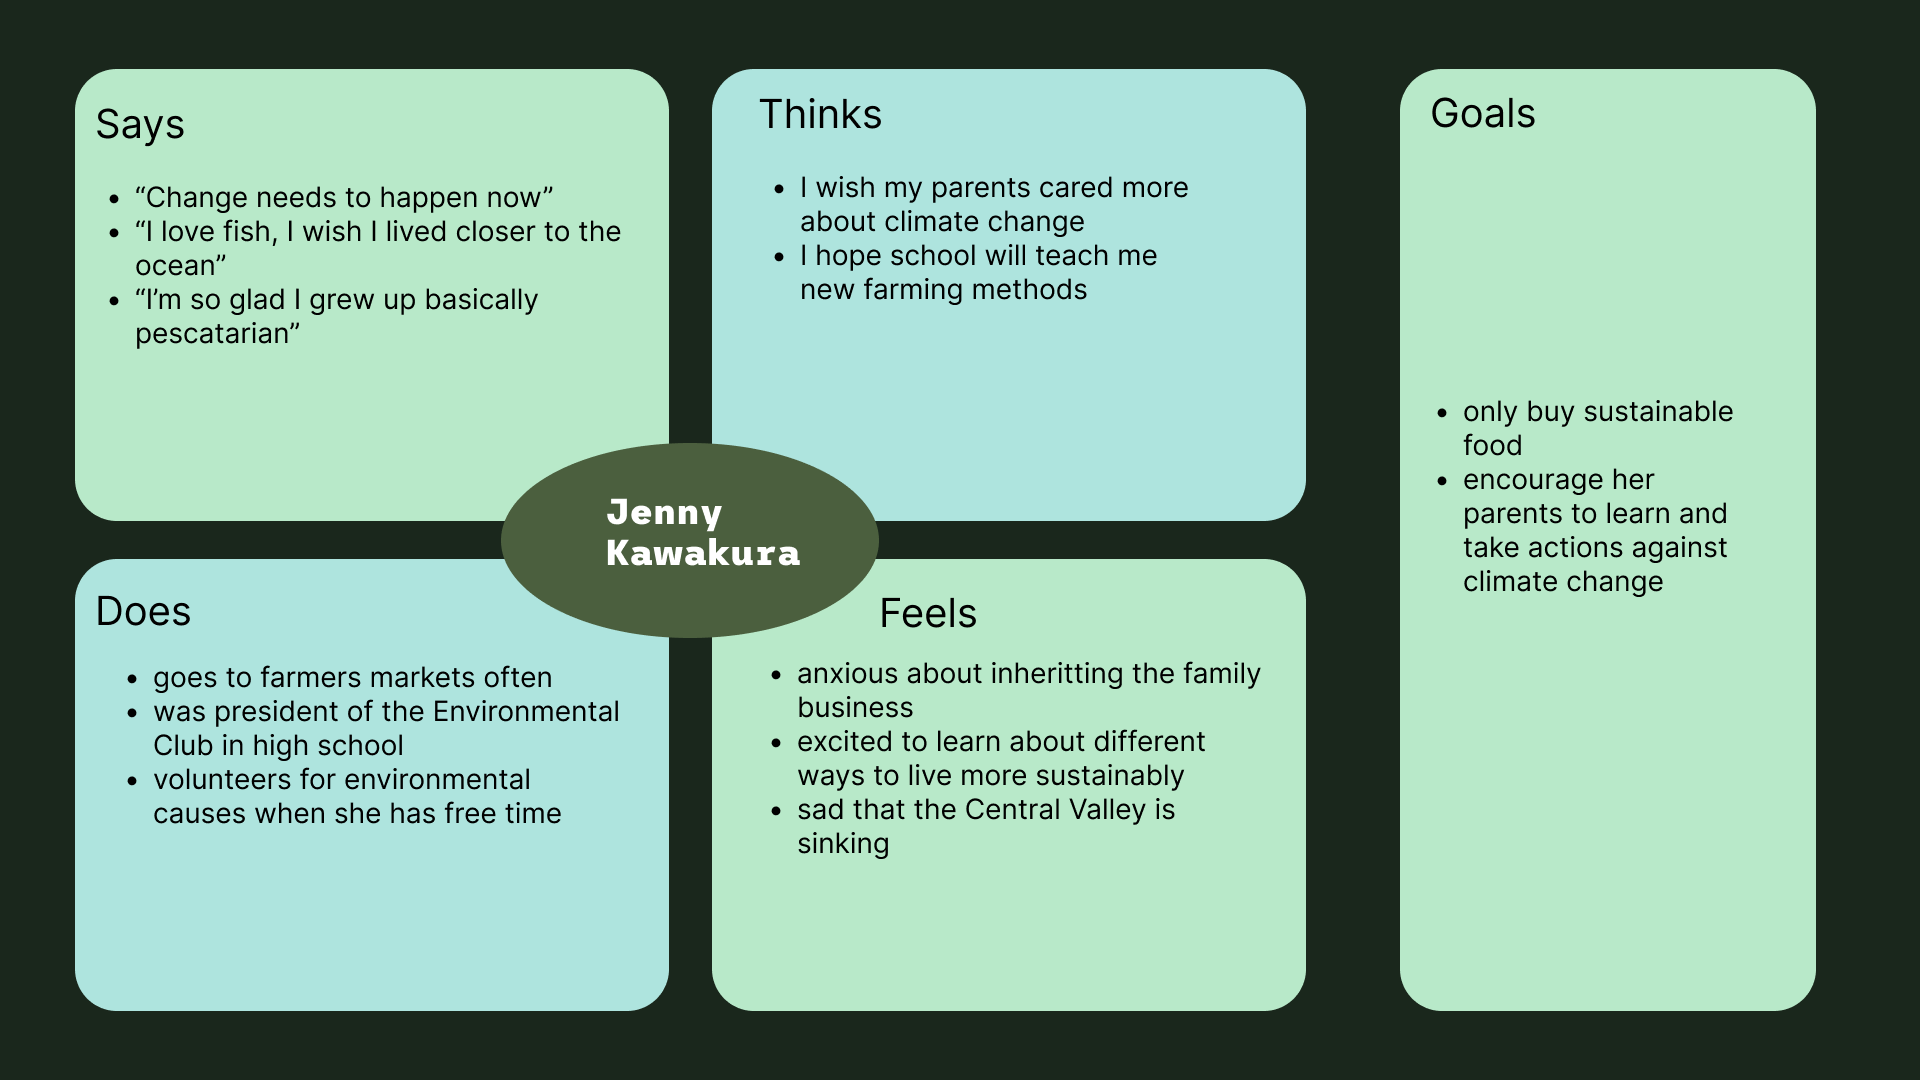 Says
• “Change needs to happen now”
• “I love fish, I wish I lived closer to the
ocean”
• “I’m so glad I grew up basically
pescatarian”
Thinks
• I wish my parents cared more
about climate change
• I hope school will teach me
new farming methods
Goals
• only buy sustainable
food
• encourage her
parents to learn and
take actions against
climate change
Jenny
Kawakura
Does
• goes to farmers markets often
• was president of the Environmental
Club in high school
• volunteers for environmental
causes when she has free time
Feels
• anxious about inheritting the family
business
• excited to learn about different
ways to live more sustainably
• sad that the Central Valley is
sinking